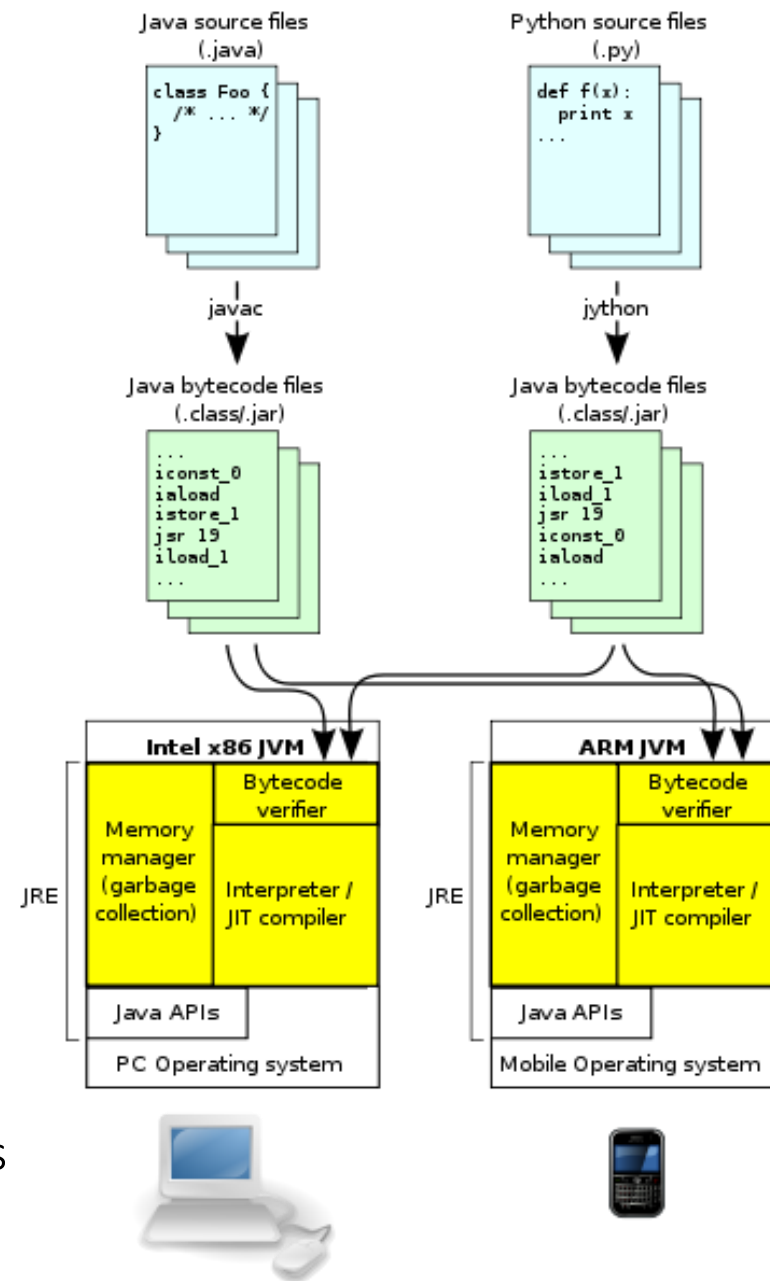 Java source files
(.java)
Python source files
(.py)
class Foo {
/* ... */
}
def f(x):
print x
...
javac
jython
Java bytecode files
(.class/.jar)
Java bytecode files
(.class/.jar)
...
iconst_0
iaload
istore_1
jsr 19
iload_1
...
...
istore_1
iload_1
jsr 19
iconst_0
iaload
...
Intel x86 JVM
JRE
Memory
manager
(garbage
collection)
Bytecode
verifier
Interpreter /
JIT compiler
Java APIs
PC Operating system
ARM JVM
JRE
Memory
manager
(garbage
collection)
Bytecode
verifier
Interpreter /
JIT compiler
Java APIs
Mobile Operating system
s